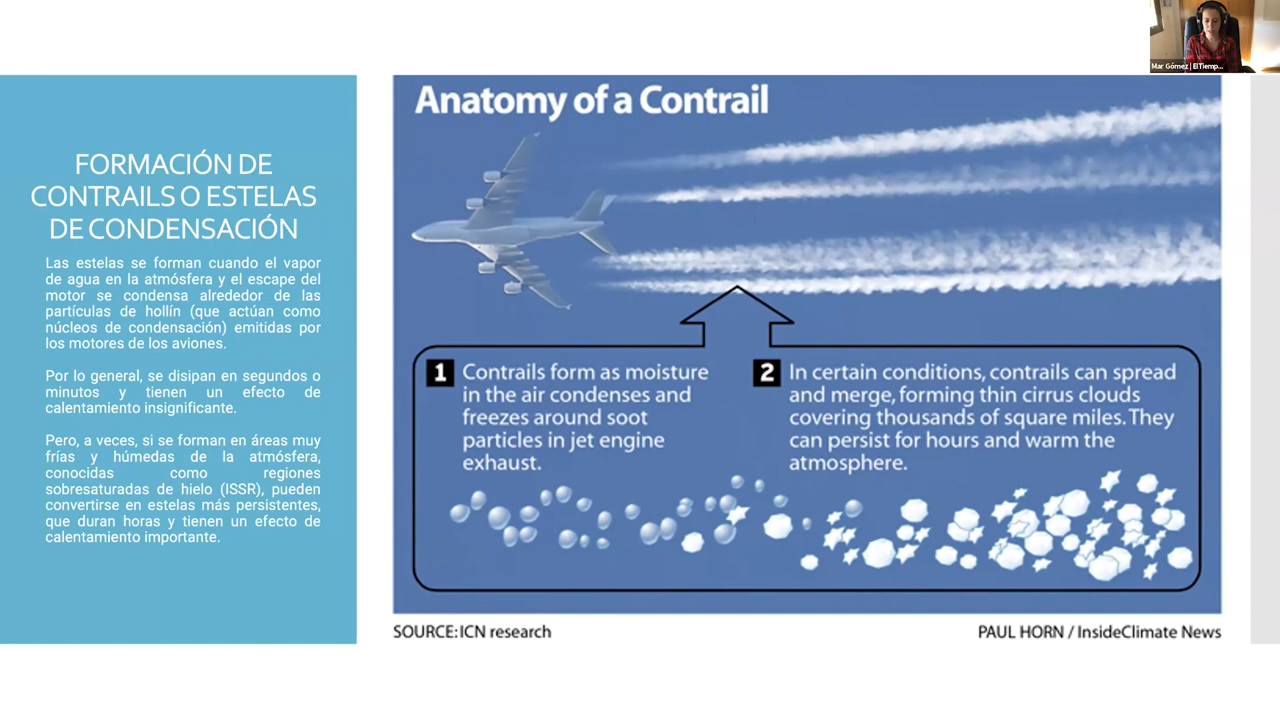 Mar Gómez | ElTiemp...
FORMACIÓN DE
CONTRAILS O ESTELAS
DE CONDENSACIÓN
Las estelas se forman cuando el vapor
de agua en la atmósfera y el escape del
motor se condensa alrededor de las
partículas de hollín (que actúan como
núcleos de condensación) emitidas por
los motores de los aviones.
Por lo general, se disipan en segundos o
minutos y tienen un efecto de
calentamiento insignificante.
Pero, a veces, si se forman en áreas muy
frías y húmedas de la atmósfera,
conocidas como regiones
sobresaturadas de hielo (ISSR), pueden
convertirse en estelas más persistentes,
que duran horas y tienen un efecto de
calentamiento importante.
Anatomy of a Contrail
1 Contrails form as moisture
in the air condenses and
freezes around soot
particles in jet engine
exhaust.
2 In certain conditions, contrails can spread
and merge, forming thin cirrus clouds
covering thousands of square miles. They
can persist for hours and warm the
atmosphere.
SOURCE: ICN research
PAUL HORN / InsideClimate News